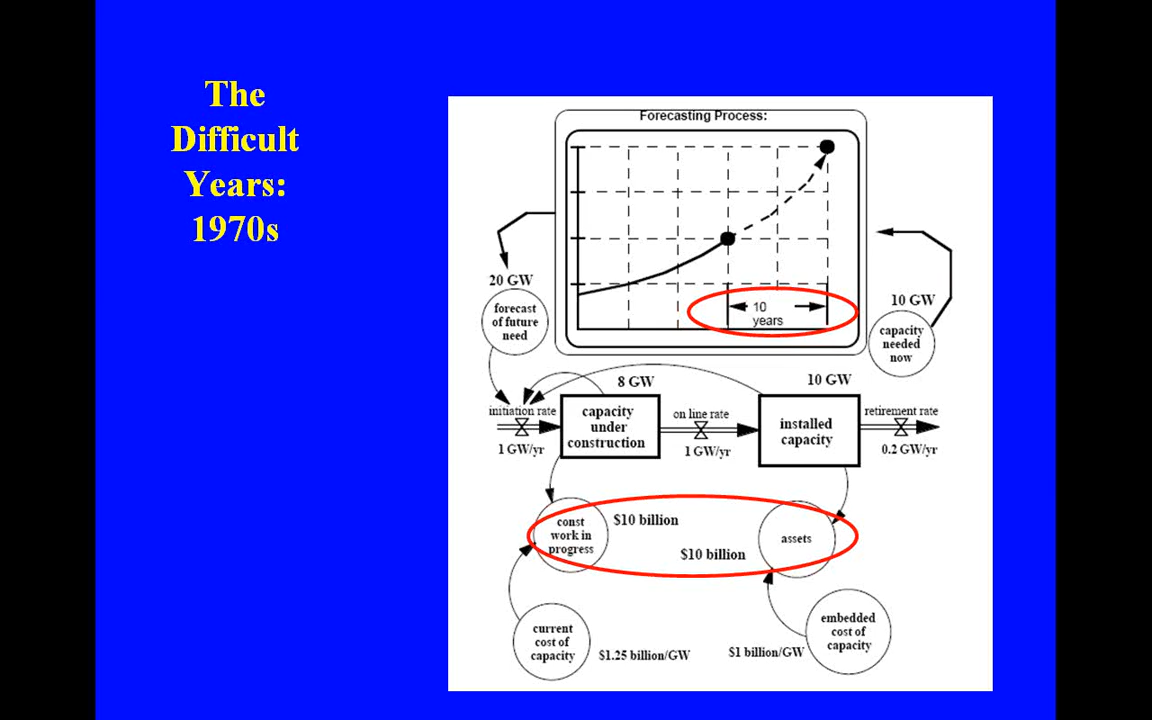 The
Difficult
Years:
1970s
Forecasting Process:
10
years
20 GW
forecast
of future
need
10 GW
capacity
needed
now
8 GW
10 GW
initiation rate
1 GW/yr
capacity
under
construction
on line rate
1 GW/yr
installed
capacity
retirement rate
0.2 GW/yr
const
work in
progress
$10 billion
$10 billion
assets
current
cost of
capacity
$1.25 billion/GW
$1 billion/GW
embedded
cost of
capacity